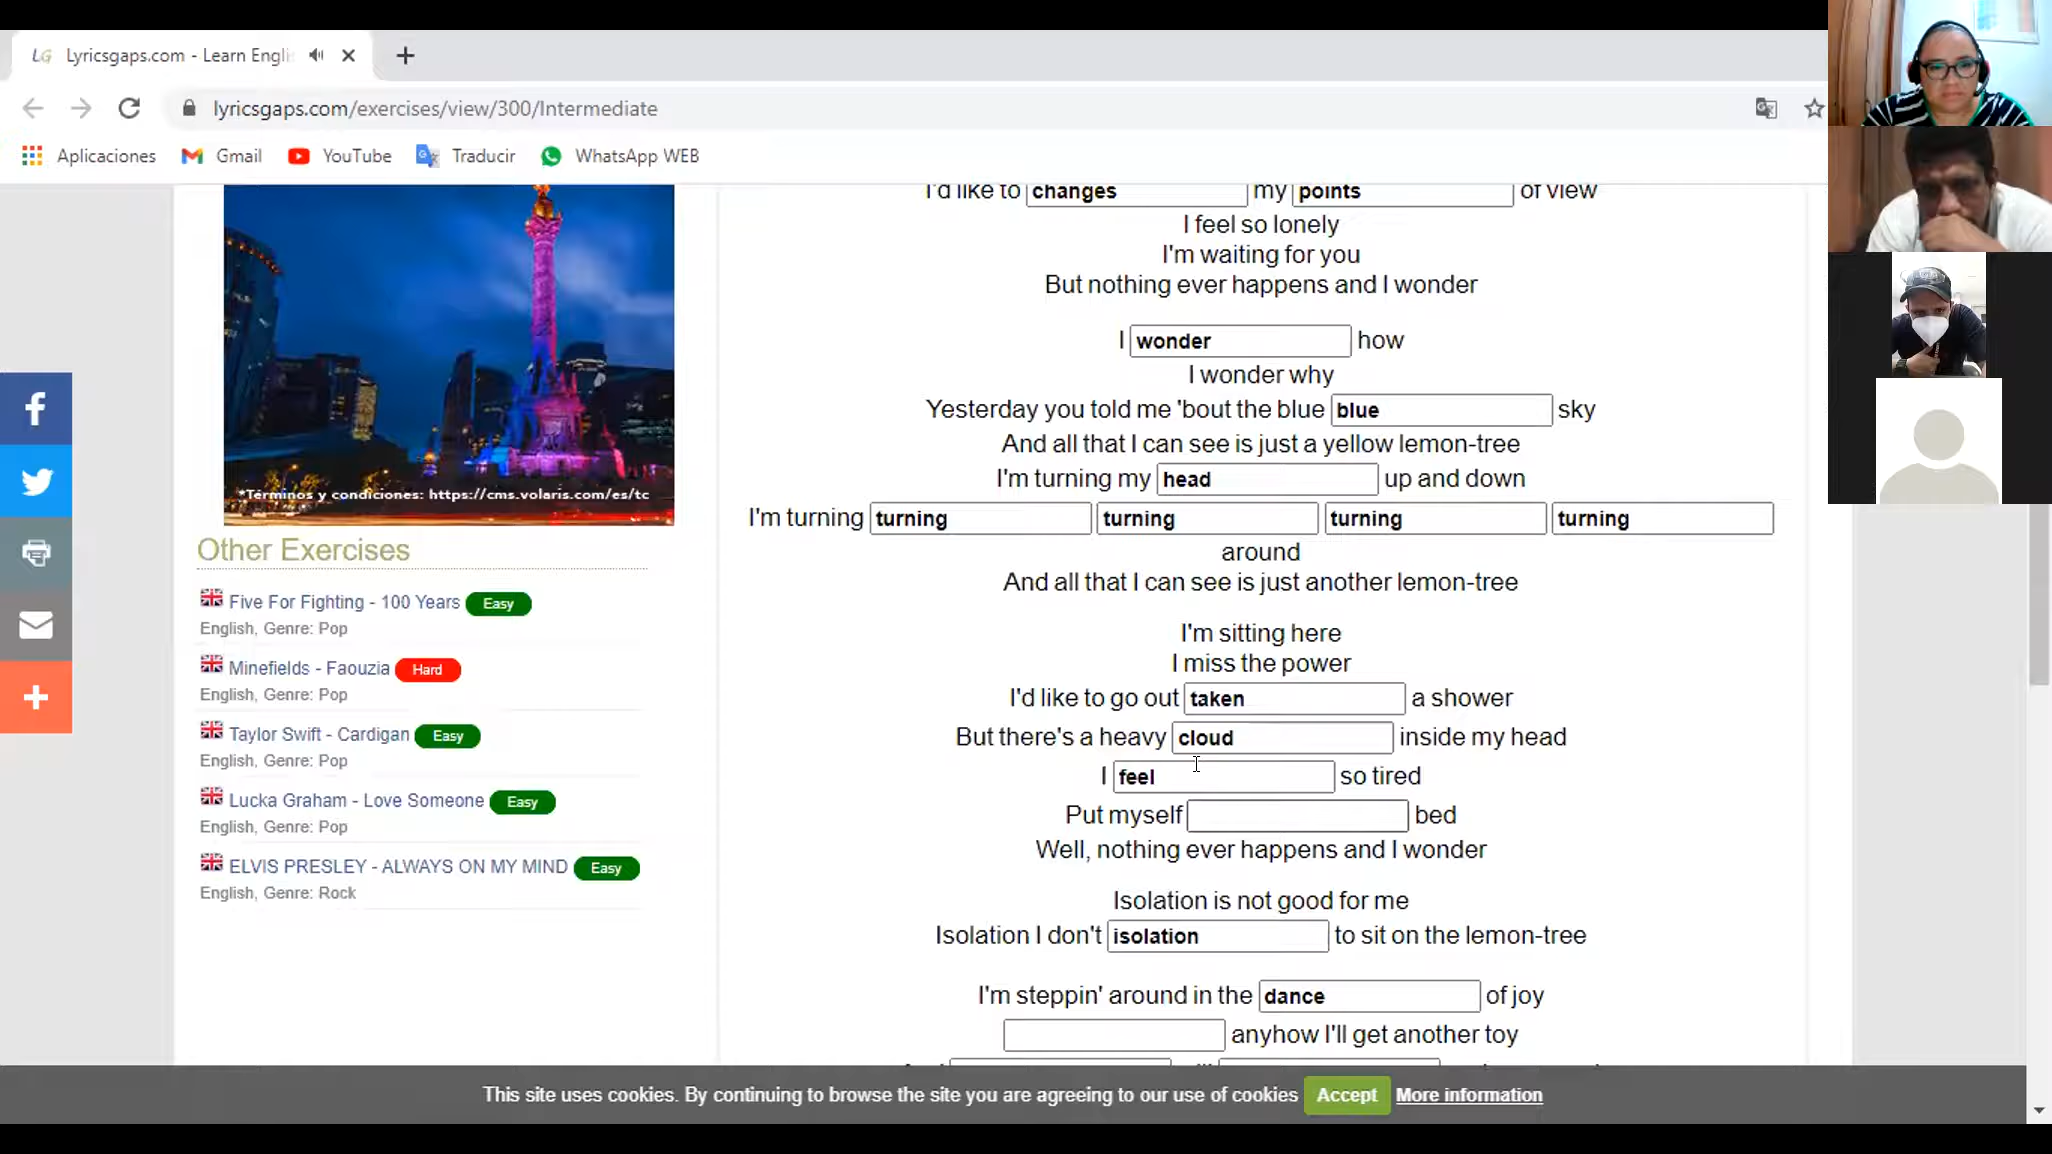 LG Lyricsgaps.com - Learn Engli
lyricsgaps.com/exercises/view/300/Intermediate
Aplicaciones Gmail YouTube Traducir WhatsApp WEB
*Términos y condiciones: https://cms.volaris.com/es/tc
Other Exercises
Five For Fighting - 100 Years Easy
English, Genre: Pop
Minefields - Faouzia Hard
English, Genre: Pop
Taylor Swift - Cardigan Easy
English, Genre: Pop
Lucka Graham - Love Someone Easy
English, Genre: Pop
ELVIS PRESLEY - ALWAYS ON MY MIND Easy
English, Genre: Rock
I'd like to changes my points of view
I feel so lonely
I'm waiting for you
But nothing ever happens and I wonder
I wonder how
I wonder why
Yesterday you told me 'bout the blue blue sky
And all that I can see is just a yellow lemon-tree
I'm turning my head up and down
I'm turning turning turning turning turning
around
And all that I can see is just another lemon-tree
I'm sitting here
I miss the power
I'd like to go out taken a shower
But there's a heavy cloud inside my head
I feel so tired
Put myself bed
Well, nothing ever happens and I wonder
Isolation is not good for me
Isolation I don't isolation to sit on the lemon-tree
I'm steppin' around in the dance of joy
anyhow I'll get another toy
This site uses cookies. By continuing to browse the site you are agreeing to our use of cookies Accept More information